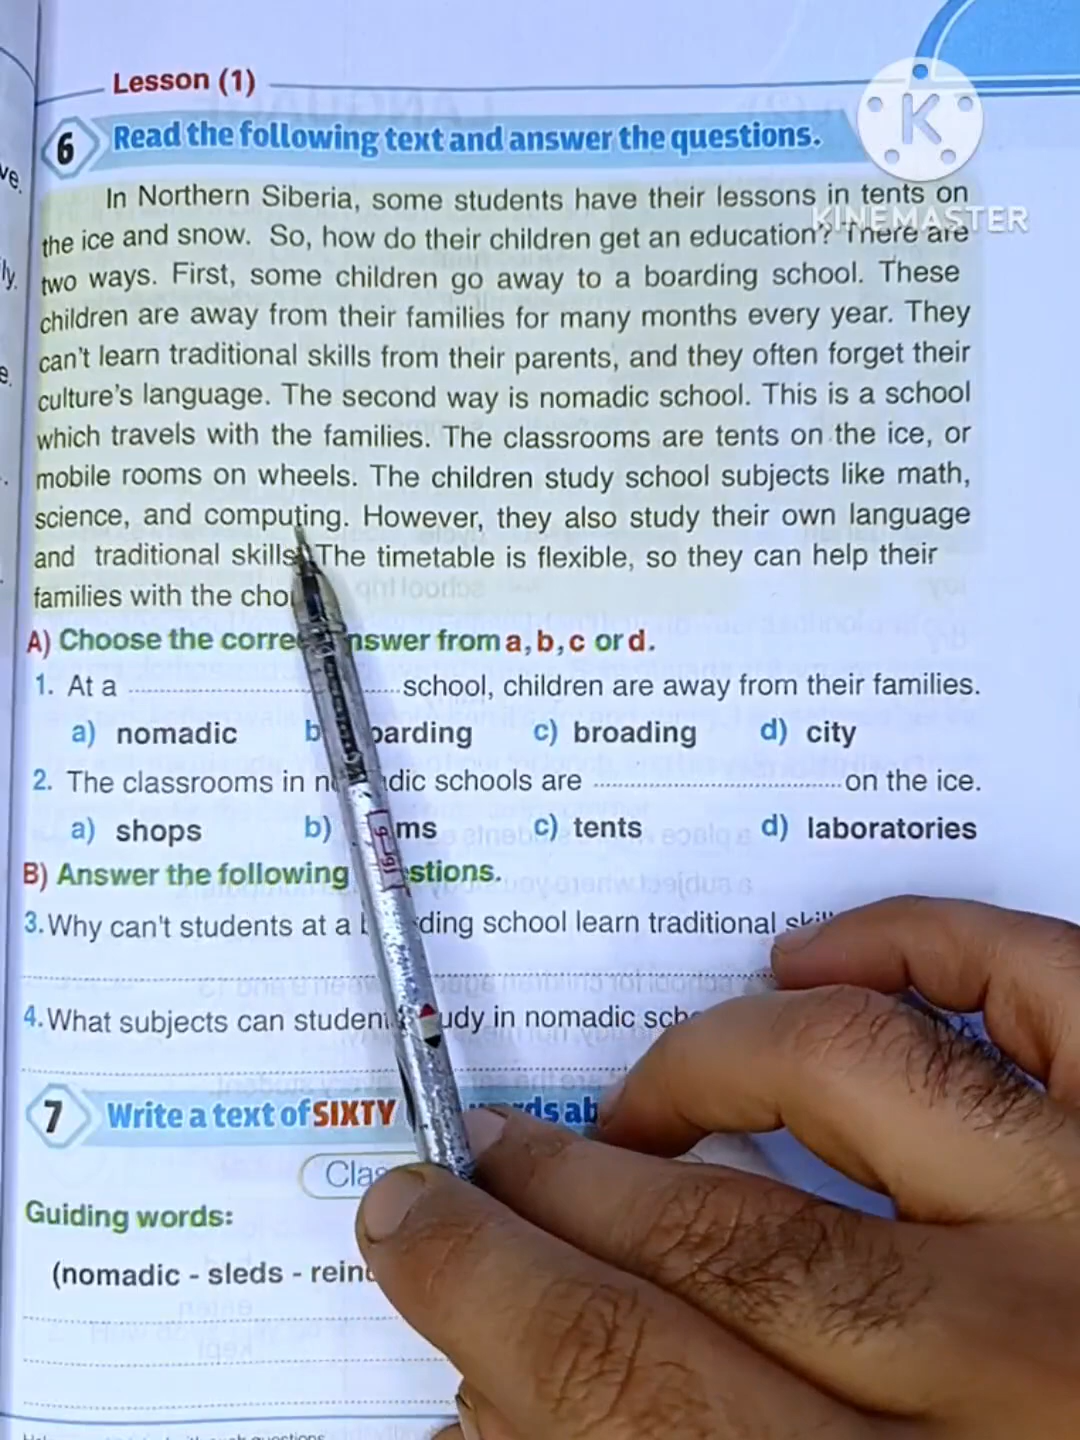 Lesson (1)
6 Read the following text and answer the questions.
In Northern Siberia, some students have their lessons in tents on
the ice and snow. So, how do their children get an education? There are
two ways. First, some children go away to a boarding school. These
children are away from their families for many months every year. They
can't learn traditional skills from their parents, and they often forget their
culture's language. The second way is nomadic school. This is a school
which travels with the families. The classrooms are tents on the ice, or
mobile rooms on wheels. The children study school subjects like math,
science, and computing. However, they also study their own language
and traditional skills. The timetable is flexible, so they can help their
families with the
A) Choose the answer from a, b, c or d.
1. At a school, children are away from their families.
a) nomadic b c) broading d) city
2. The classrooms in schools are on the ice.
a) shops b) c) tents d) laboratories
B) Answer the following
3. Why can't students at a school learn traditional
4. What subjects can in nomadic
7 Write a text of SIXTY
Guiding words:
(nomadic - sleds -
K
KINEMASTER
ve.
ly.
e.